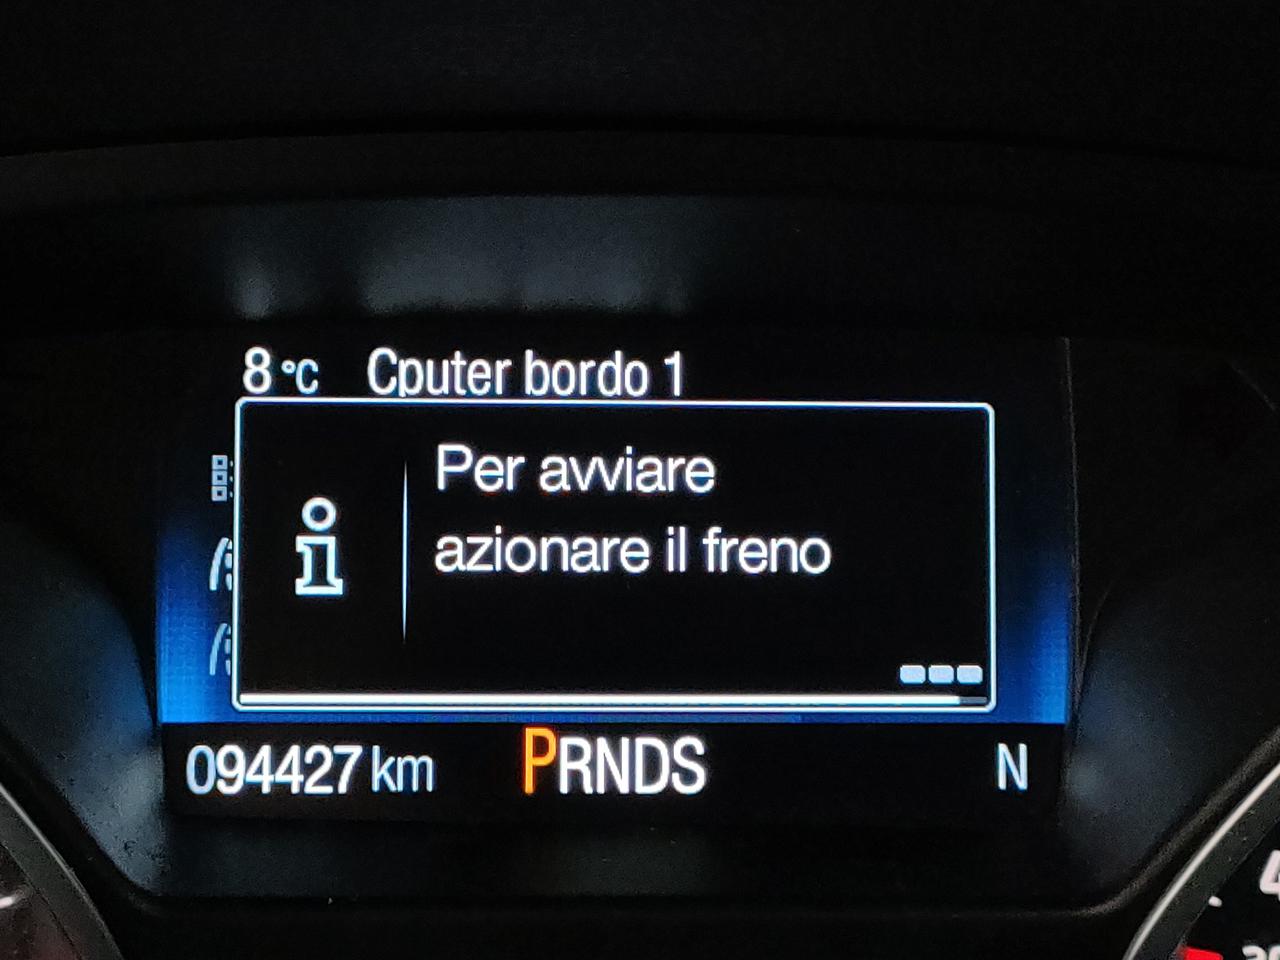 8 °C Cputer bordo 1
Per avviare
azionare il freno
094427 km PRNDS N